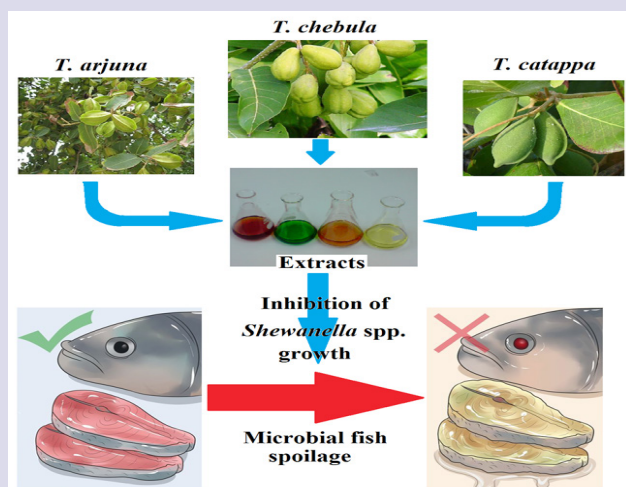 T. chebula
T. arjuna
T. catappa
Extracts
Inhibition of
Shewanella spp.
growth
Microbial fish
spoilage